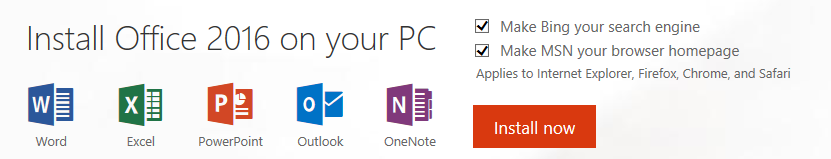 Install Office 2016 on your PC
Make Bing your search engine
Make MSN your browser homepage
Applies to Internet Explorer, Firefox, Chrome, and Safari
W X P O N
Word Excel PowerPoint Outlook OneNote
Install now